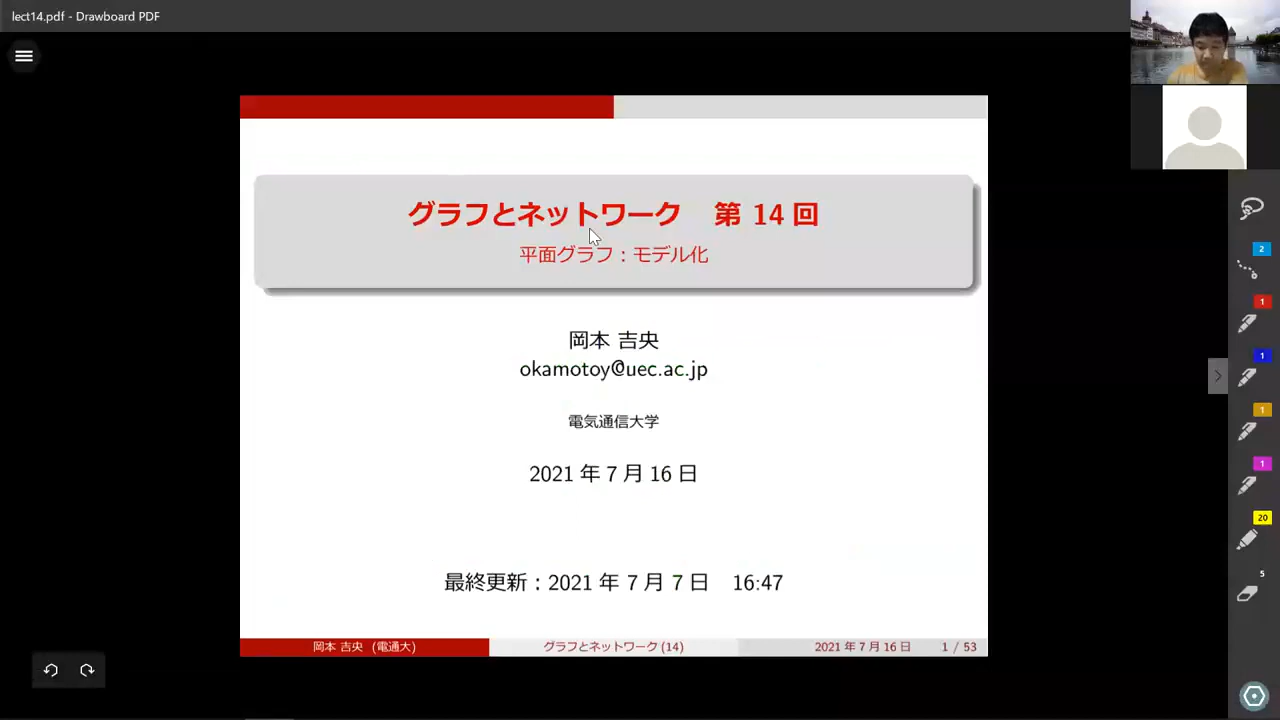 lect14.pdf - Drawboard PDF
グラフとネットワーク 第 14 回
平面グラフ：モデル化
岡本 吉央
okamotoy@uec.ac.jp
電気通信大学
2021 年 7 月 16 日
最終更新：2021 年 7 月 7 日 16:47
岡本 吉央 (電通大)
グラフとネットワーク (14)
2021 年 7 月 16 日
1 / 53
2
1
1
1
1
20
5